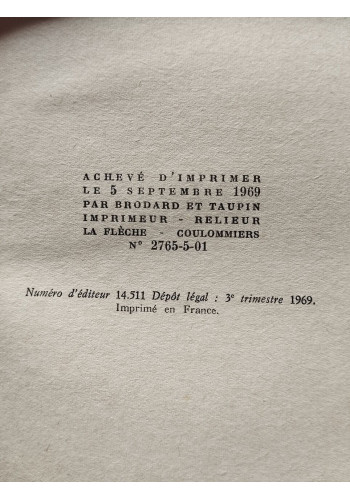 ACHEVÉ D'IMPRIMER
LE 5 SEPTEMBRE 1969
PAR BRODARD ET TAUPIN
IMPRIMEUR - RELIEUR
LA FLÈCHE - COULOMMIERS
N° 2765-5-01
Numéro d'éditeur 14.511 Dépôt légal : 3e trimestre 1969.
Imprimé en France.